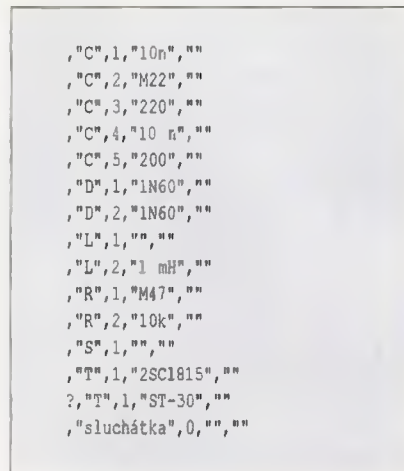 ,"C",1,"10n",""
,"C",2,"M22",""
,"C",3,"220",""
,"C",4,"10 n",""
,"C",5,"200",""
,"D",1,"1N60",""
,"D",2,"1N60",""
,"L",1,"",""
,"L",2,"1 mH",""
,"R",1,"M47",""
,"R",2,"10k",""
,"S",1,"",""
,"T",1,"2SC1815",""
?,"T",1,"ST-30",""
,"sluchátka",0,"",""